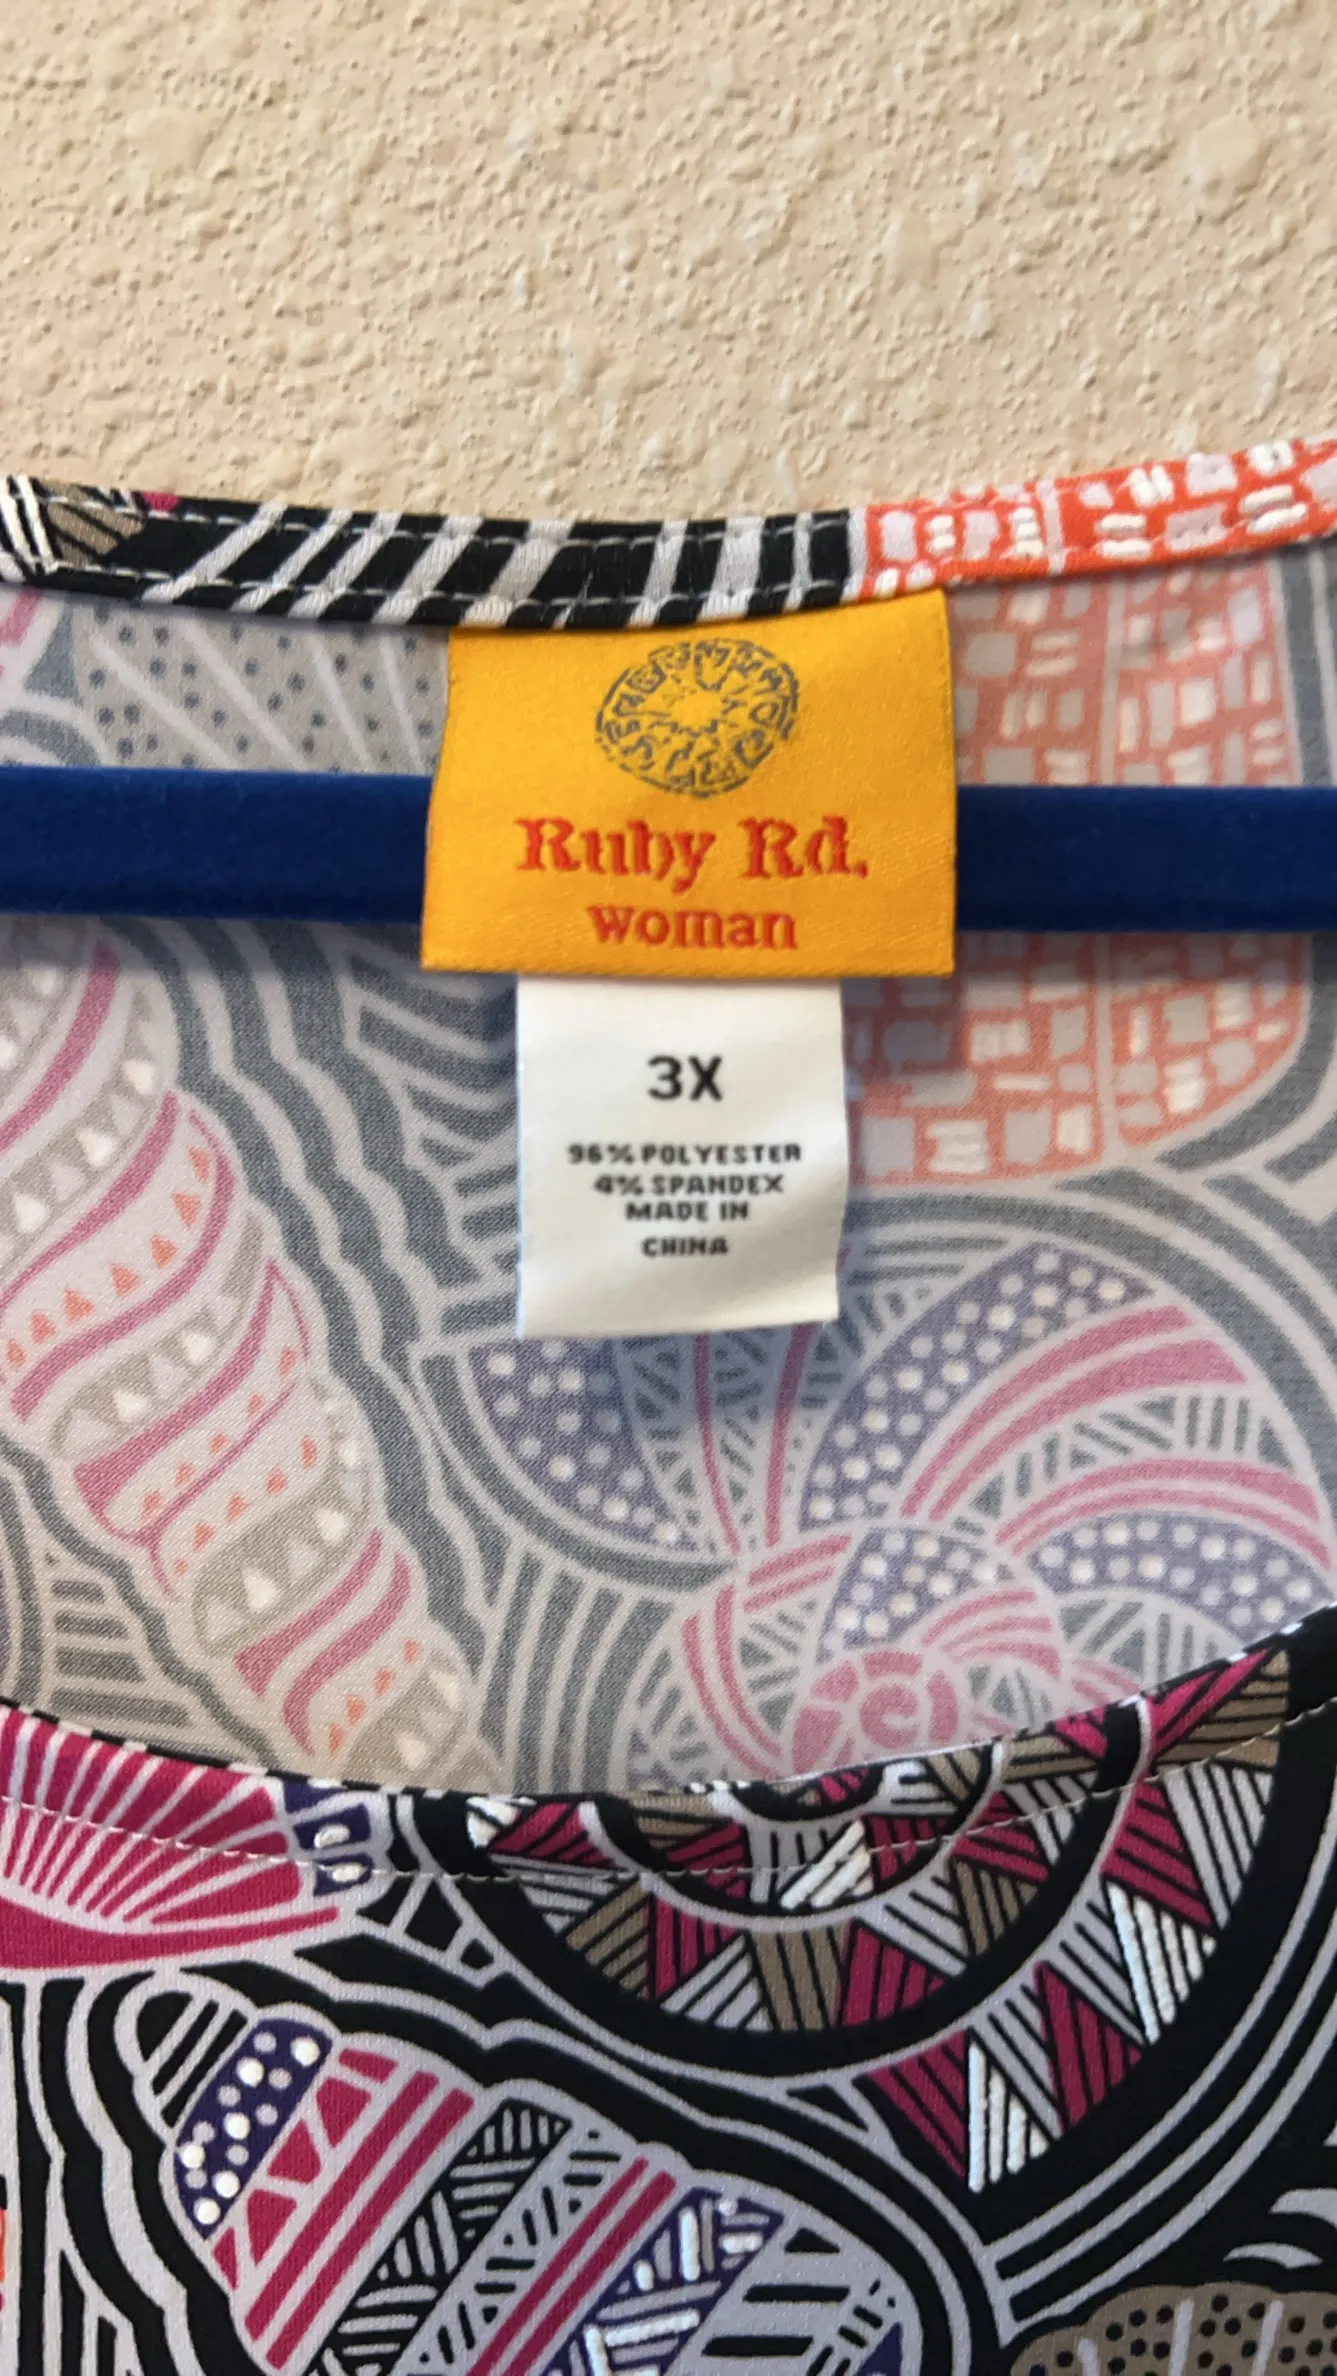 Ruby Rd.
woman
3X
96% POLYESTER
4% SPANDEX
MADE IN
CHINA